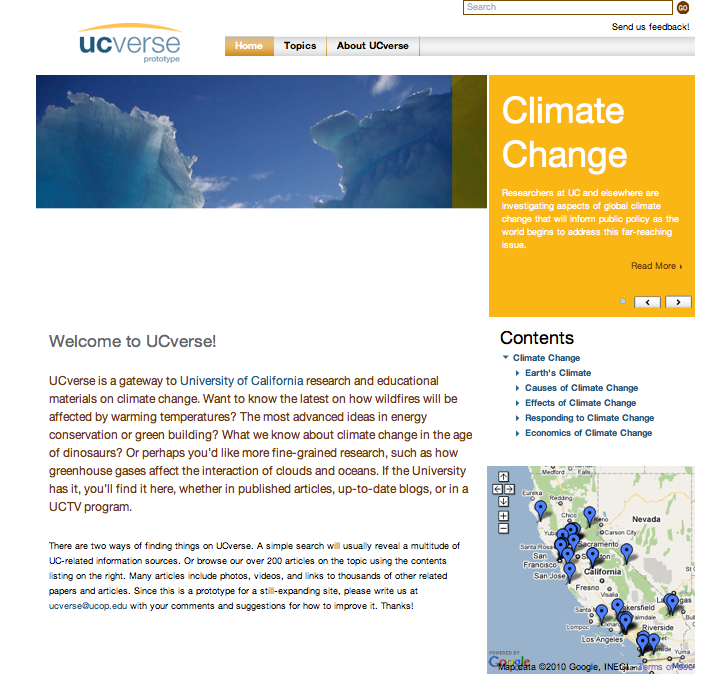 Search
GO
Send us feedback!
ucverse
prototype
Home
Topics
About UCverse
Climate
Change
Researchers at UC and elsewhere are
investigating aspects of global climate
change that will inform public policy as the
world begins to address this far-reaching
issue.
Read More
Welcome to UCverse!
UCverse is a gateway to University of California research and educational
materials on climate change. Want to know the latest on how wildfires will be
affected by warming temperatures? The most advanced ideas in energy
conservation or green building? What we know about climate change in the age
of dinosaurs? Or perhaps you'd like more fine-grained research, such as how
greenhouse gases affect the interaction of clouds and oceans. If the University
has it, you'll find it here, whether in published articles, up-to-date blogs, or in a
UCTV program.
There are two ways of finding things on UCverse. A simple search will usually reveal a multitude of
UC-related information sources. Or browse our over 200 articles on the topic using the contents
listing on the right. Many articles include photos, videos, and links to thousands of other related
papers and articles. Since this is a prototype for a still-expanding site, please write us at
ucverse@ucop.edu with your comments and suggestions for how to improve it. Thanks!
Contents
Climate Change
Earth's Climate
Causes of Climate Change
Effects of Climate Change
Responding to Climate Change
Economics of Climate Change
Medford
Falls
Eureka
Redding
Chico
Reno
Nevada
Carson City
Yuba
Santa Rosa
Sacramento
San
Francisco
Stockton
San Jose
California
Fresno
Visalia
Santa
akersfield
Las
egas
Lompoc
Oxnard
Riverside
Los Angeles
Yuma
POWERED BY
Google
Map data ©2010 Google, INEGI - Terms of Use